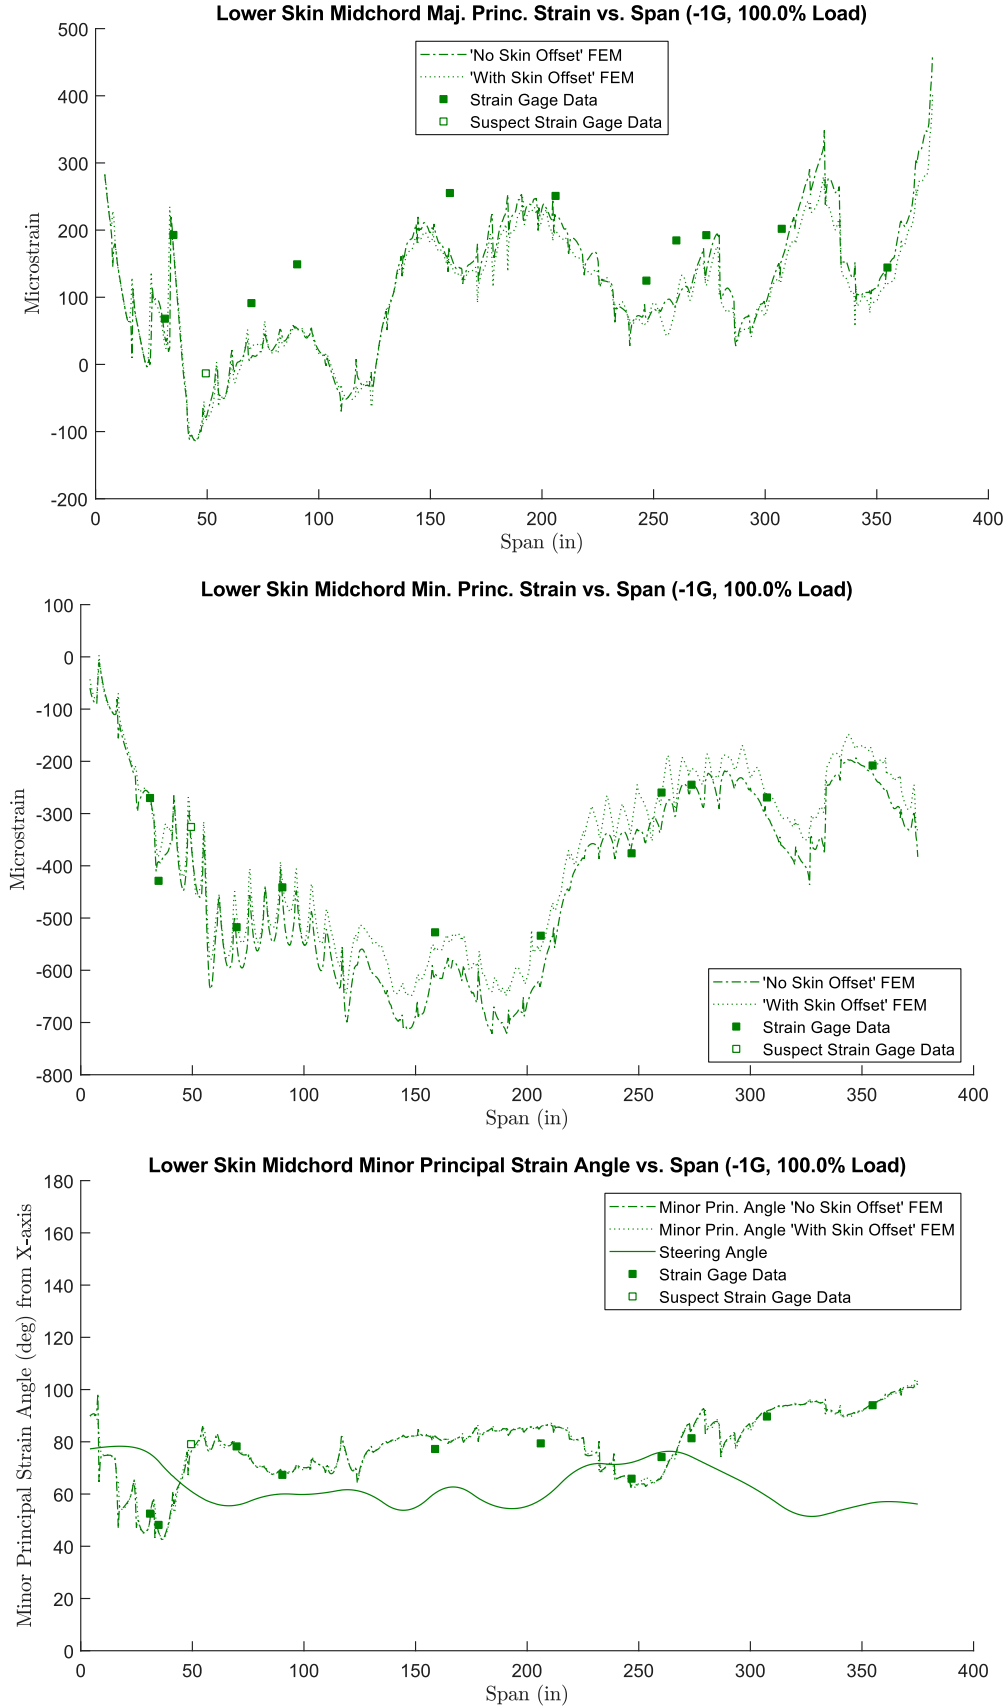 Lower Skin Midchord Maj. Princ. Strain vs. Span (-1G, 100.0% Load)
500
400
300
200
100
0
-100
-200
Microstrain
'No Skin Offset' FEM
'With Skin Offset' FEM
Strain Gage Data
Suspect Strain Gage Data
0 50 100 150 200 250 300 350 400
Span (in)
Lower Skin Midchord Min. Princ. Strain vs. Span (-1G, 100.0% Load)
100
0
-100
-200
-300
-400
-500
-600
-700
-800
Microstrain
'No Skin Offset' FEM
'With Skin Offset' FEM
Strain Gage Data
Suspect Strain Gage Data
0 50 100 150 200 250 300 350 400
Span (in)
Lower Skin Midchord Minor Principal Strain Angle vs. Span (-1G, 100.0% Load)
180
160
140
120
100
80
60
40
20
0
Minor Principal Strain Angle (deg) from X-axis
Minor Prin. Angle 'No Skin Offset' FEM
Minor Prin. Angle 'With Skin Offset' FEM
Steering Angle
Strain Gage Data
Suspect Strain Gage Data
0 50 100 150 200 250 300 350 400
Span (in)